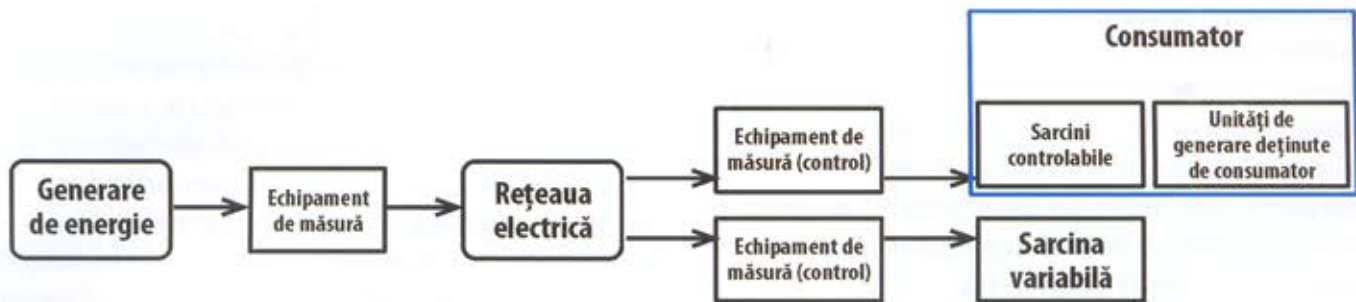 Consumator
Echipament de
măsură (control)
Sarcini
controlabile
Unități de
generare deținute
de consumator
Generare
de energie
Echipament
de măsură
Rețeaua
electrică
Echipament de
măsură (control)
Sarcina
variabilă